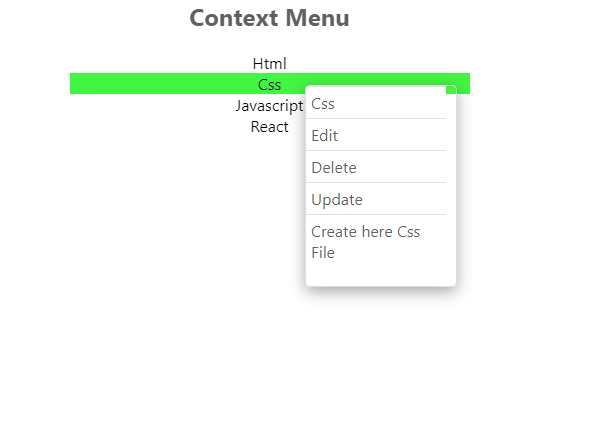 Context Menu
Html
Css
Javascript
React
Css
Edit
Delete
Update
Create here Css
File